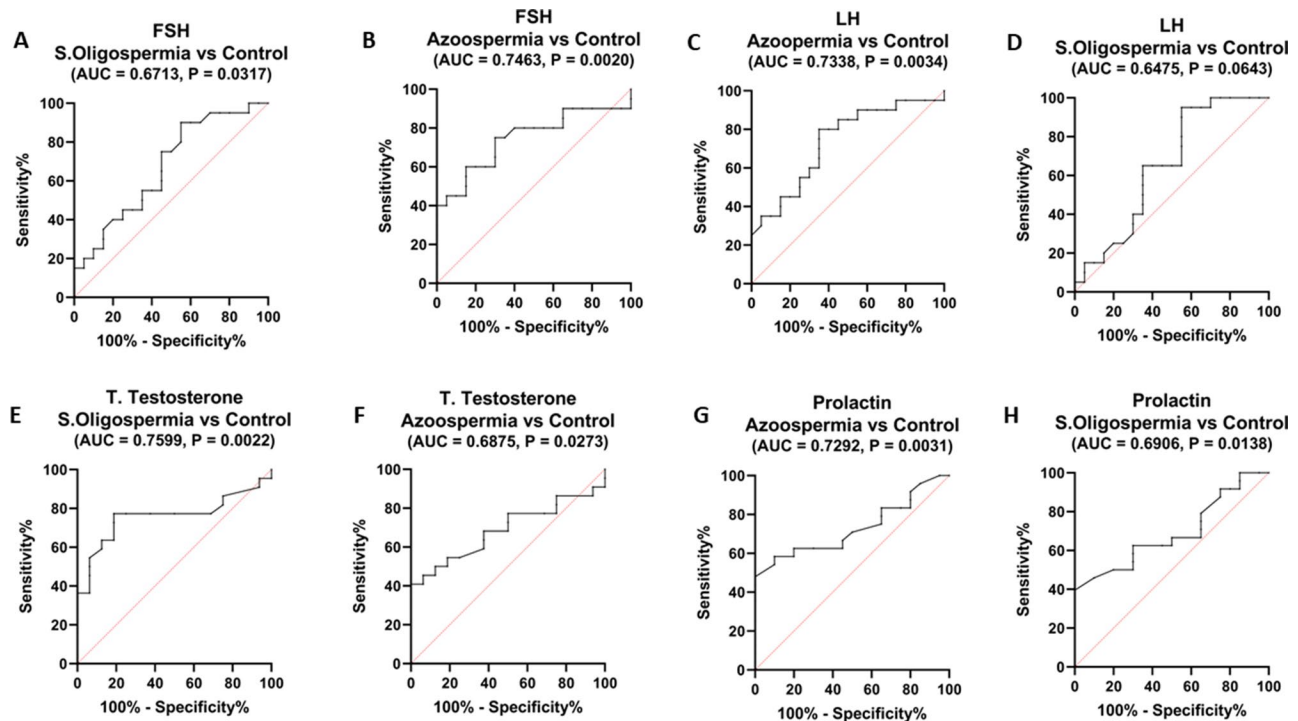 A
FSH
S.Oligospermia vs Control
(AUC = 0.6713, P = 0.0317)
100
80
60
40
20
0
Sensitivity%
0 20 40 60 80 100
100% - Specificity%
B
FSH
Azoospermia vs Control
(AUC = 0.7463, P = 0.0020)
100
80
60
40
20
0
Sensitivity%
0 20 40 60 80 100
100% - Specificity%
C
LH
Azoopermia vs Control
(AUC = 0.7338, P = 0.0034)
100
80
60
40
20
0
Sensitivity%
0 20 40 60 80 100
100% - Specificity%
D
LH
S.Oligospermia vs Control
(AUC = 0.6475, P = 0.0643)
100
80
60
40
20
0
Sensitivity%
0 20 40 60 80 100
100% - Specificity%
E
T. Testosterone
S.Oligospermia vs Control
(AUC = 0.7599, P = 0.0022)
100
80
60
40
20
0
Sensitivity%
0 20 40 60 80 100
100% - Specificity%
F
T. Testosterone
Azoospermia vs Control
(AUC = 0.6875, P = 0.0273)
100
80
60
40
20
0
Sensitivity%
0 20 40 60 80 100
100% - Specificity%
G
Prolactin
Azoospermia vs Control
(AUC = 0.7292, P = 0.0031)
100
80
60
40
20
0
Sensitivity%
0 20 40 60 80 100
100% - Specificity%
H
Prolactin
S.Oligospermia vs Control
(AUC = 0.6906, P = 0.0138)
100
80
60
40
20
0
Sensitivity%
0 20 40 60 80 100
100% - Specificity%